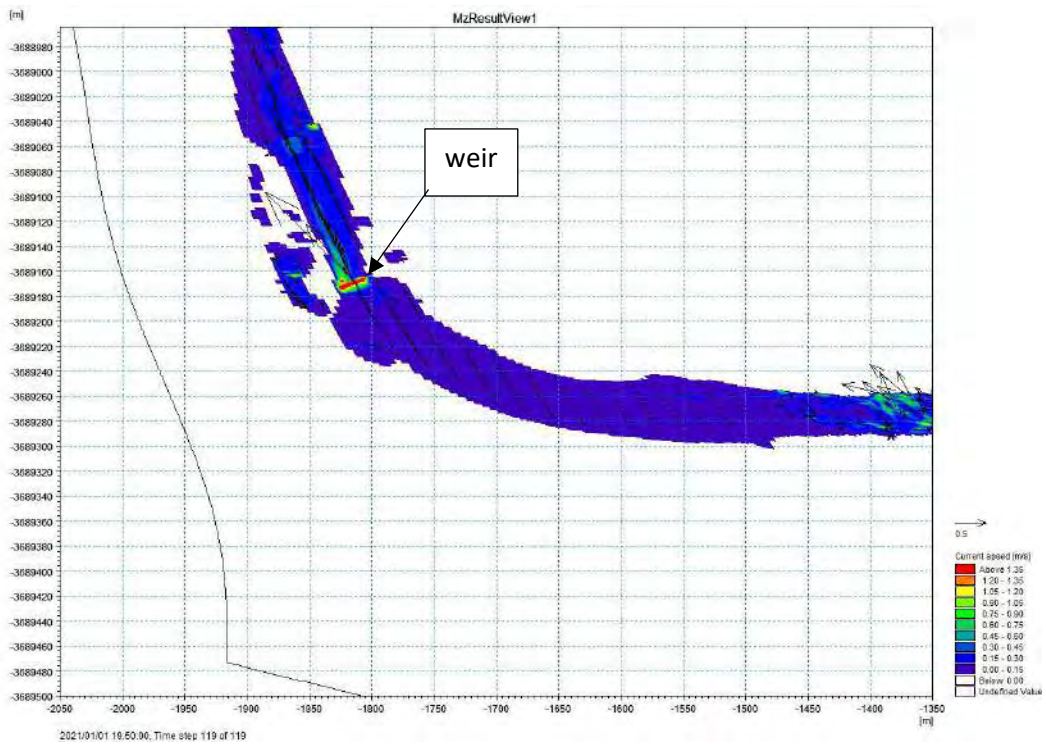 MzResultView1
[m]
-3688980
-3689000
-3689020
-3689040
-3689060
-3689080
-3689100
-3689120
-3689140
-3689160
-3689180
-3689200
-3689220
-3689240
-3689260
-3689280
-3689300
-3689320
-3689340
-3689360
-3689380
-3689400
-3689420
-3689440
-3689460
-3689480
-3689500
weir
-2050 -2000 -1950 -1900 -1850 -1800 -1750 -1700 -1650 -1600 -1550 -1500 -1450 -1400 -1350
[m]
0.5
Current speed (m/s)
Above 1.35
1.20 - 1.35
1.05 - 1.20
0.90 - 1.05
0.75 - 0.90
0.60 - 0.75
0.45 - 0.60
0.30 - 0.45
0.15 - 0.30
0.00 - 0.15
Below 0.00
Undefined Value
2021/01/01 19:50:00, Time step 119 of 119